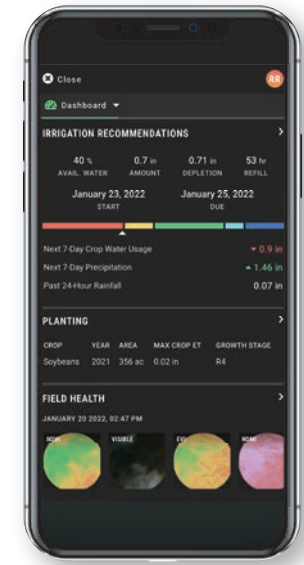 Close RR
Dashboard
IRRIGATION RECOMMENDATIONS
40 % 0.7 in 0.71 in 53 hr
AVAIL. WATER AMOUNT DEPLETION REFILL
January 23, 2022 January 25, 2022
START DUE
Next 7-Day Crop Water Usage 0.9 in
Next 7-Day Precipitation 1.46 in
Past 24-Hour Rainfall 0.07 in
PLANTING
CROP YEAR AREA MAX CROP ET GROWTH STAGE
Soybeans 2021 356 ac 0.02 in R4
FIELD HEALTH
JANUARY 20 2022, 02:47 PM
NDVI VISIBLE EVI NDMI